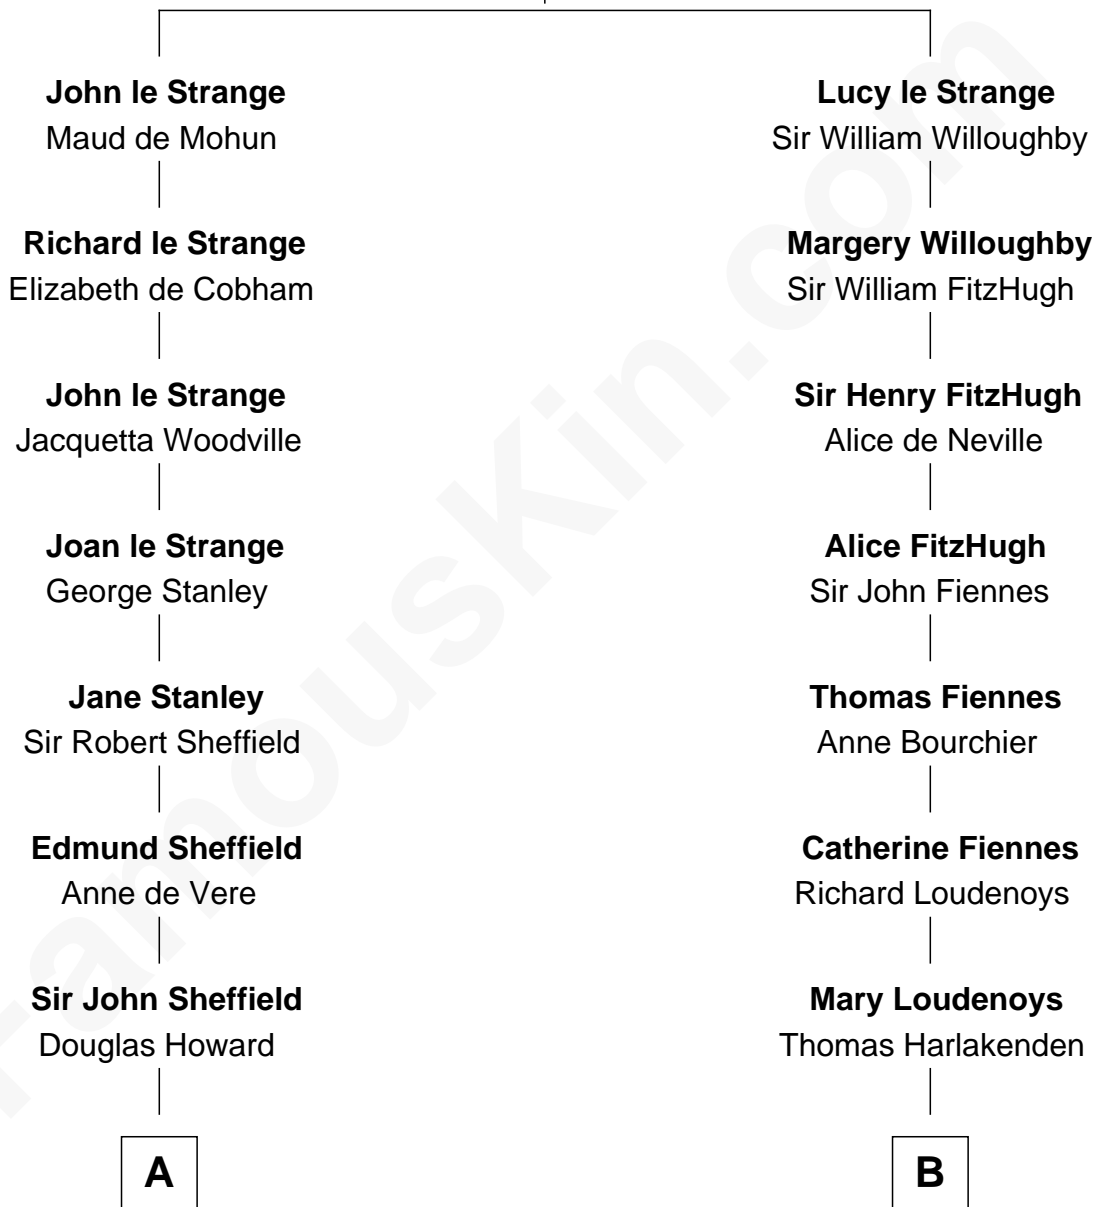 John le Strange
Maud de Mohun
Richard le Strange
Elizabeth de Cobham
John le Strange
Jacquetta Woodville
Joan le Strange
George Stanley
Jane Stanley
Sir Robert Sheffield
Edmund Sheffield
Anne de Vere
Sir John Sheffield
Douglas Howard
A
Lucy le Strange
Sir William Willoughby
Margery Willoughby
Sir William FitzHugh
Sir Henry FitzHugh
Alice de Neville
Alice FitzHugh
Sir John Fiennes
Thomas Fiennes
Anne Bourchier
Catherine Fiennes
Richard Loudenoys
Mary Loudenoys
Thomas Harlakenden
B
FamousKin.com